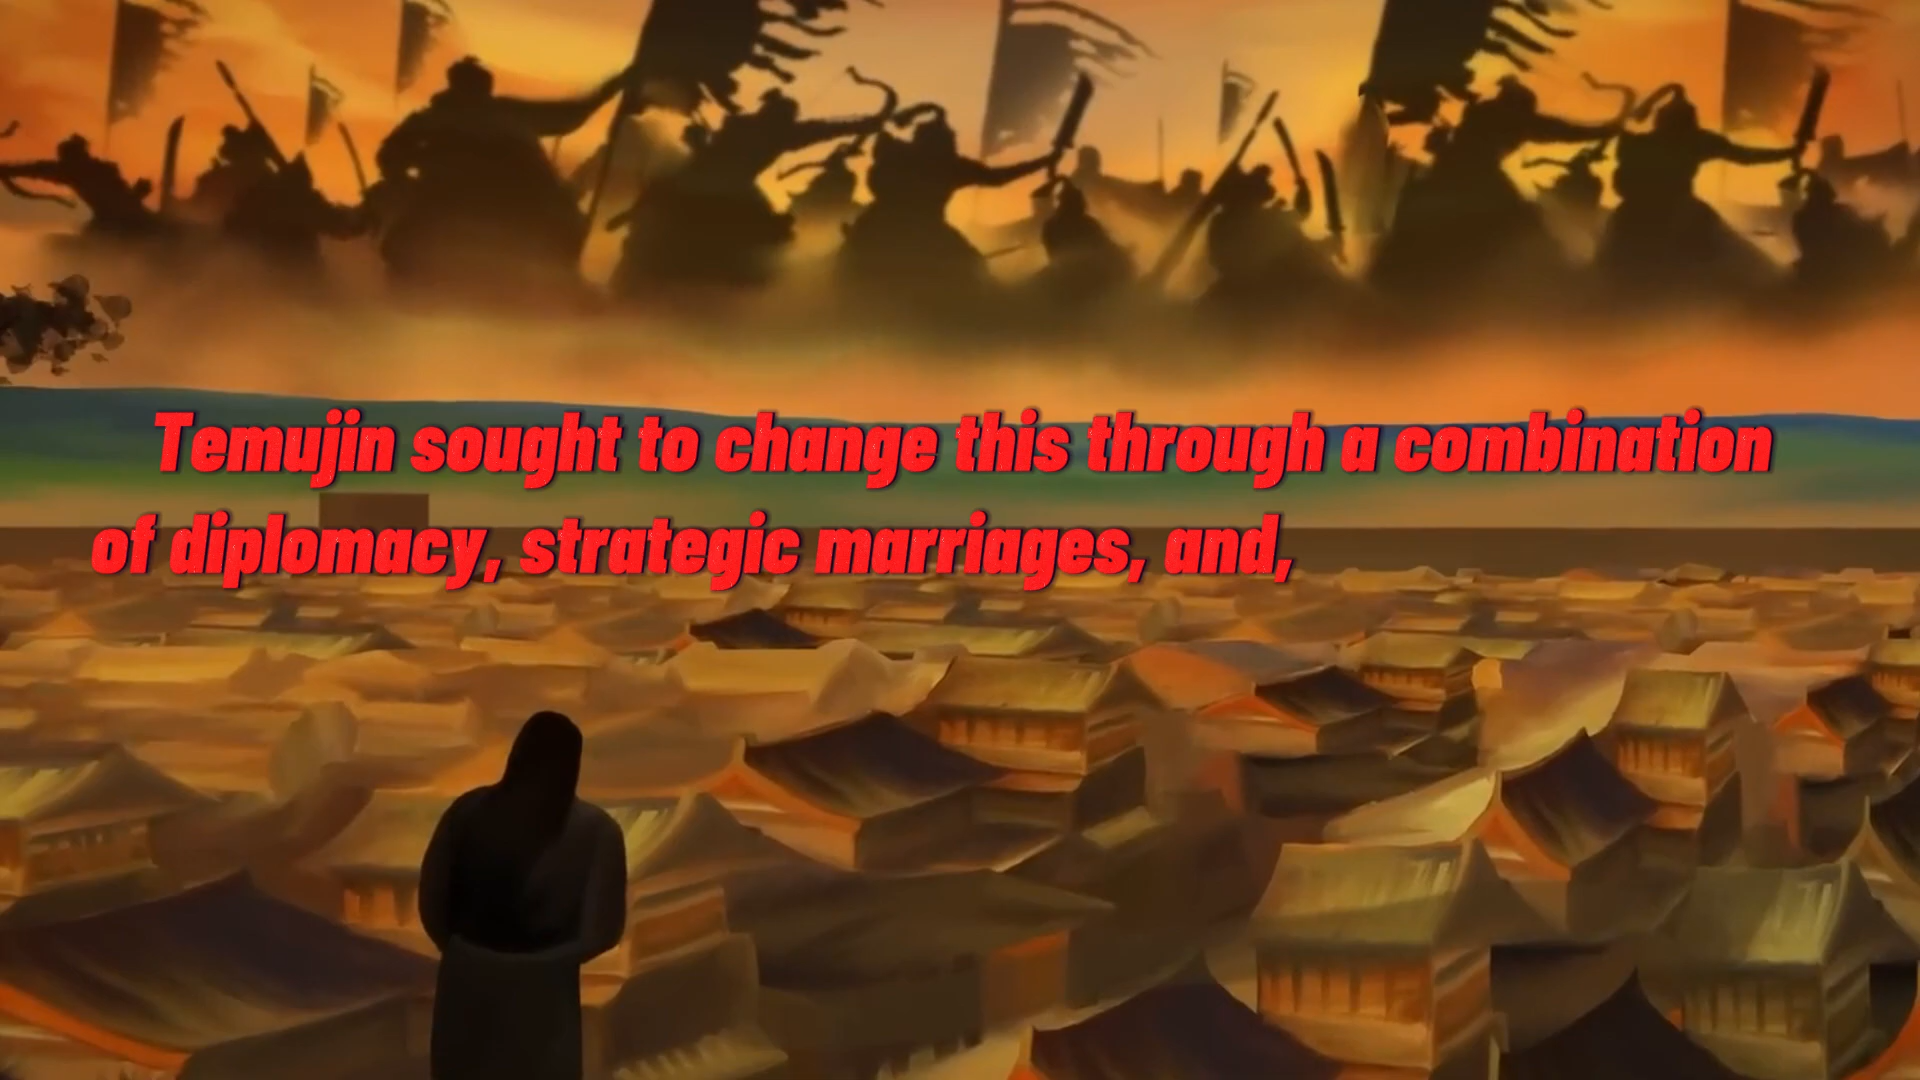 Temujin sought to change this through a combination
of diplomacy, strategic marriages, and,